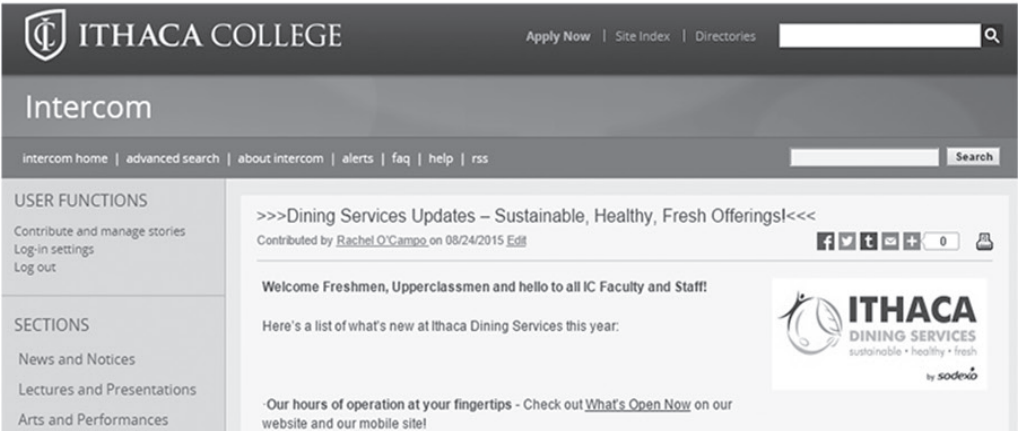 ITHACA COLLEGE
Apply Now | Site Index | Directories
Intercom
intercom home | advanced search | about intercom | alerts | faq | help | rss
Search
USER FUNCTIONS
Contribute and manage stories
Log-in settings
Log out
SECTIONS
News and Notices
Lectures and Presentations
Arts and Performances
>>>Dining Services Updates – Sustainable, Healthy, Fresh Offerings!<<<
Contributed by Rachel O'Campo on 08/24/2015 Edit
0
Welcome Freshmen, Upperclassmen and hello to all IC Faculty and Staff!
Here's a list of what's new at Ithaca Dining Services this year:
·Our hours of operation at your fingertips - Check out What's Open Now on our
website and our mobile site!
ITHACA
DINING SERVICES
sustainable • healthy • fresh
by sodexo